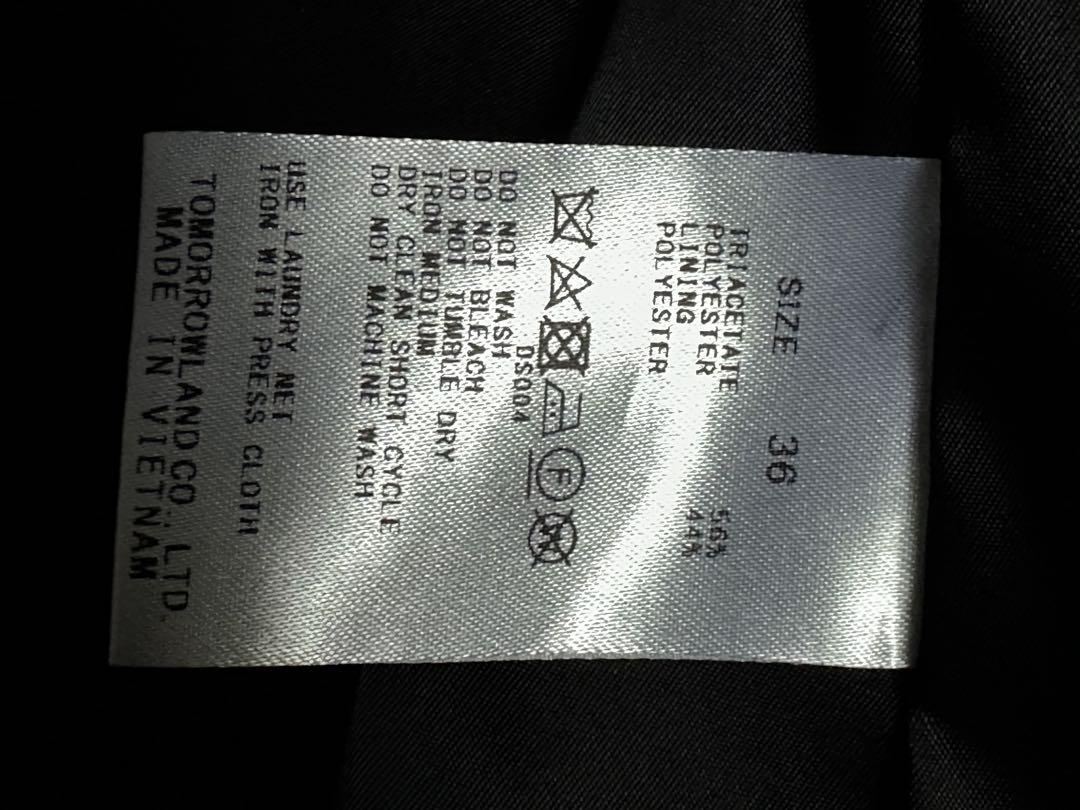 SIZE 36
TRIACETATE 56%
POLYESTER 44%
LINING
POLYESTER
F W
DS004
DO NOT WASH
DO NOT BLEACH
DO NOT TUMBLE DRY
IRON MEDIUM
DRY CLEAN SHORT CYCLE
DO NOT MACHINE WASH
USE LAUNDRY NET
IRON WITH PRESS CLOTH
TOMORROWLAND CO., LTD.
MADE IN VIETNAM